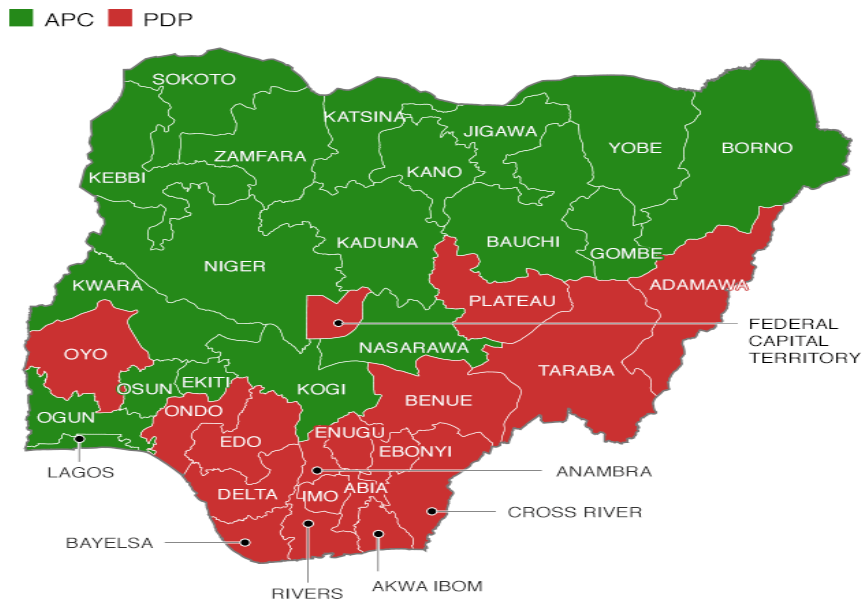 APC PDP
SOKOTO
KATSINA
JIGAWA
YOBE
BORNO
ZAMFARA
KANO
KEBBI
KADUNA
BAUCHI
GOMBE
NIGER
KWARA
ADAMAWA
PLATEAU
FEDERAL
CAPITAL
TERRITORY
OYO
NASARAWA
TARABA
OSUN
EKITI
KOGI
BENUE
OGUN
ONDO
EDO
ENUGU
EBONYI
LAGOS
ANAMBRA
DELTA
IMO
ABIA
CROSS RIVER
BAYELSA
RIVERS
AKWA IBOM